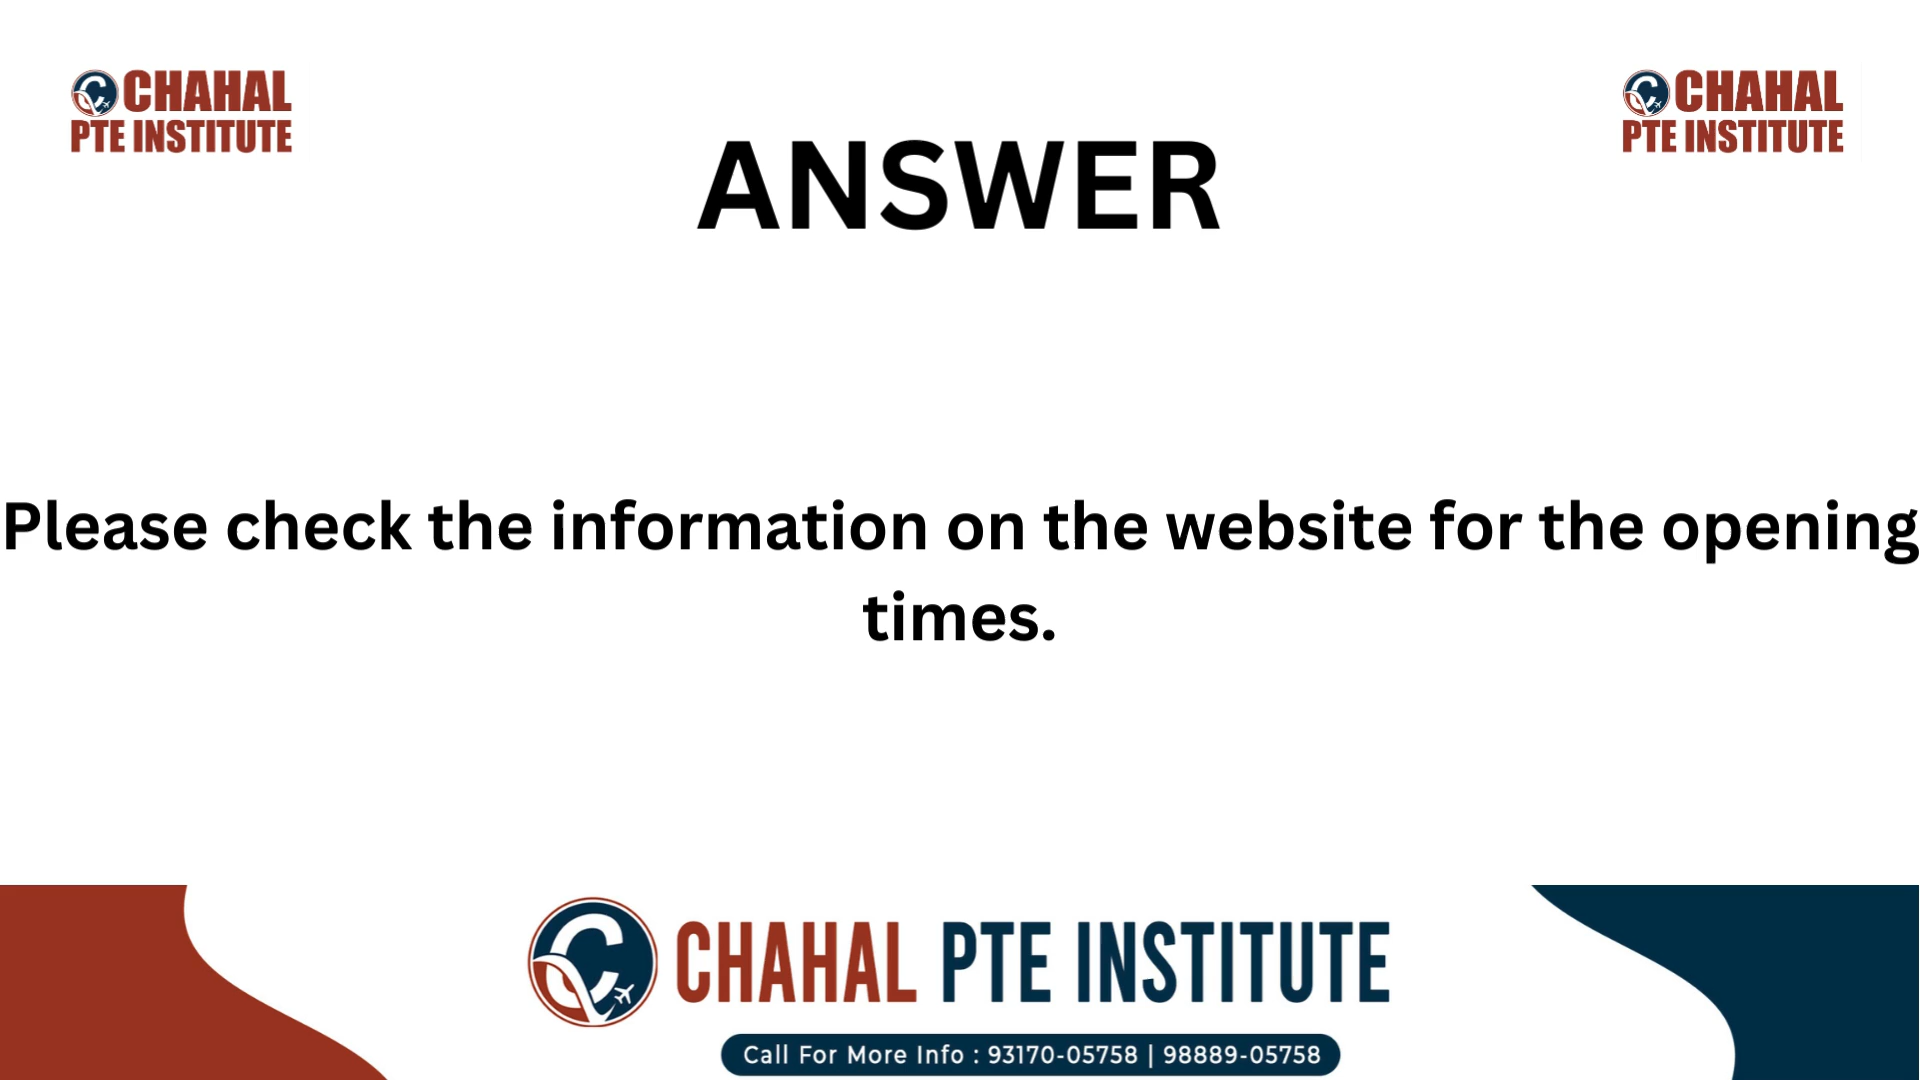 CHAHAL
PTE INSTITUTE
CHAHAL
PTE INSTITUTE
ANSWER
Please check the information on the website for the opening
times.
CHAHAL PTE INSTITUTE
Call For More Info : 93170-05758 | 98889-05758